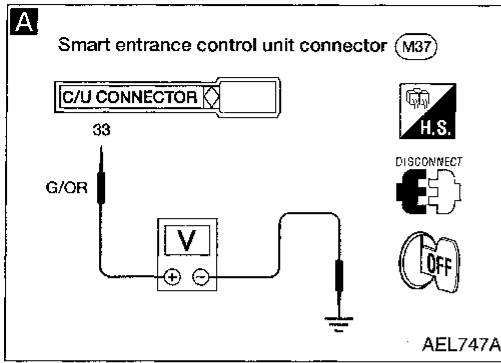 A
Smart entrance control unit connector (M37)
C/U CONNECTOR
33
H.S.
G/OR
DISCONNECT
V
+ −
OFF
AEL747A